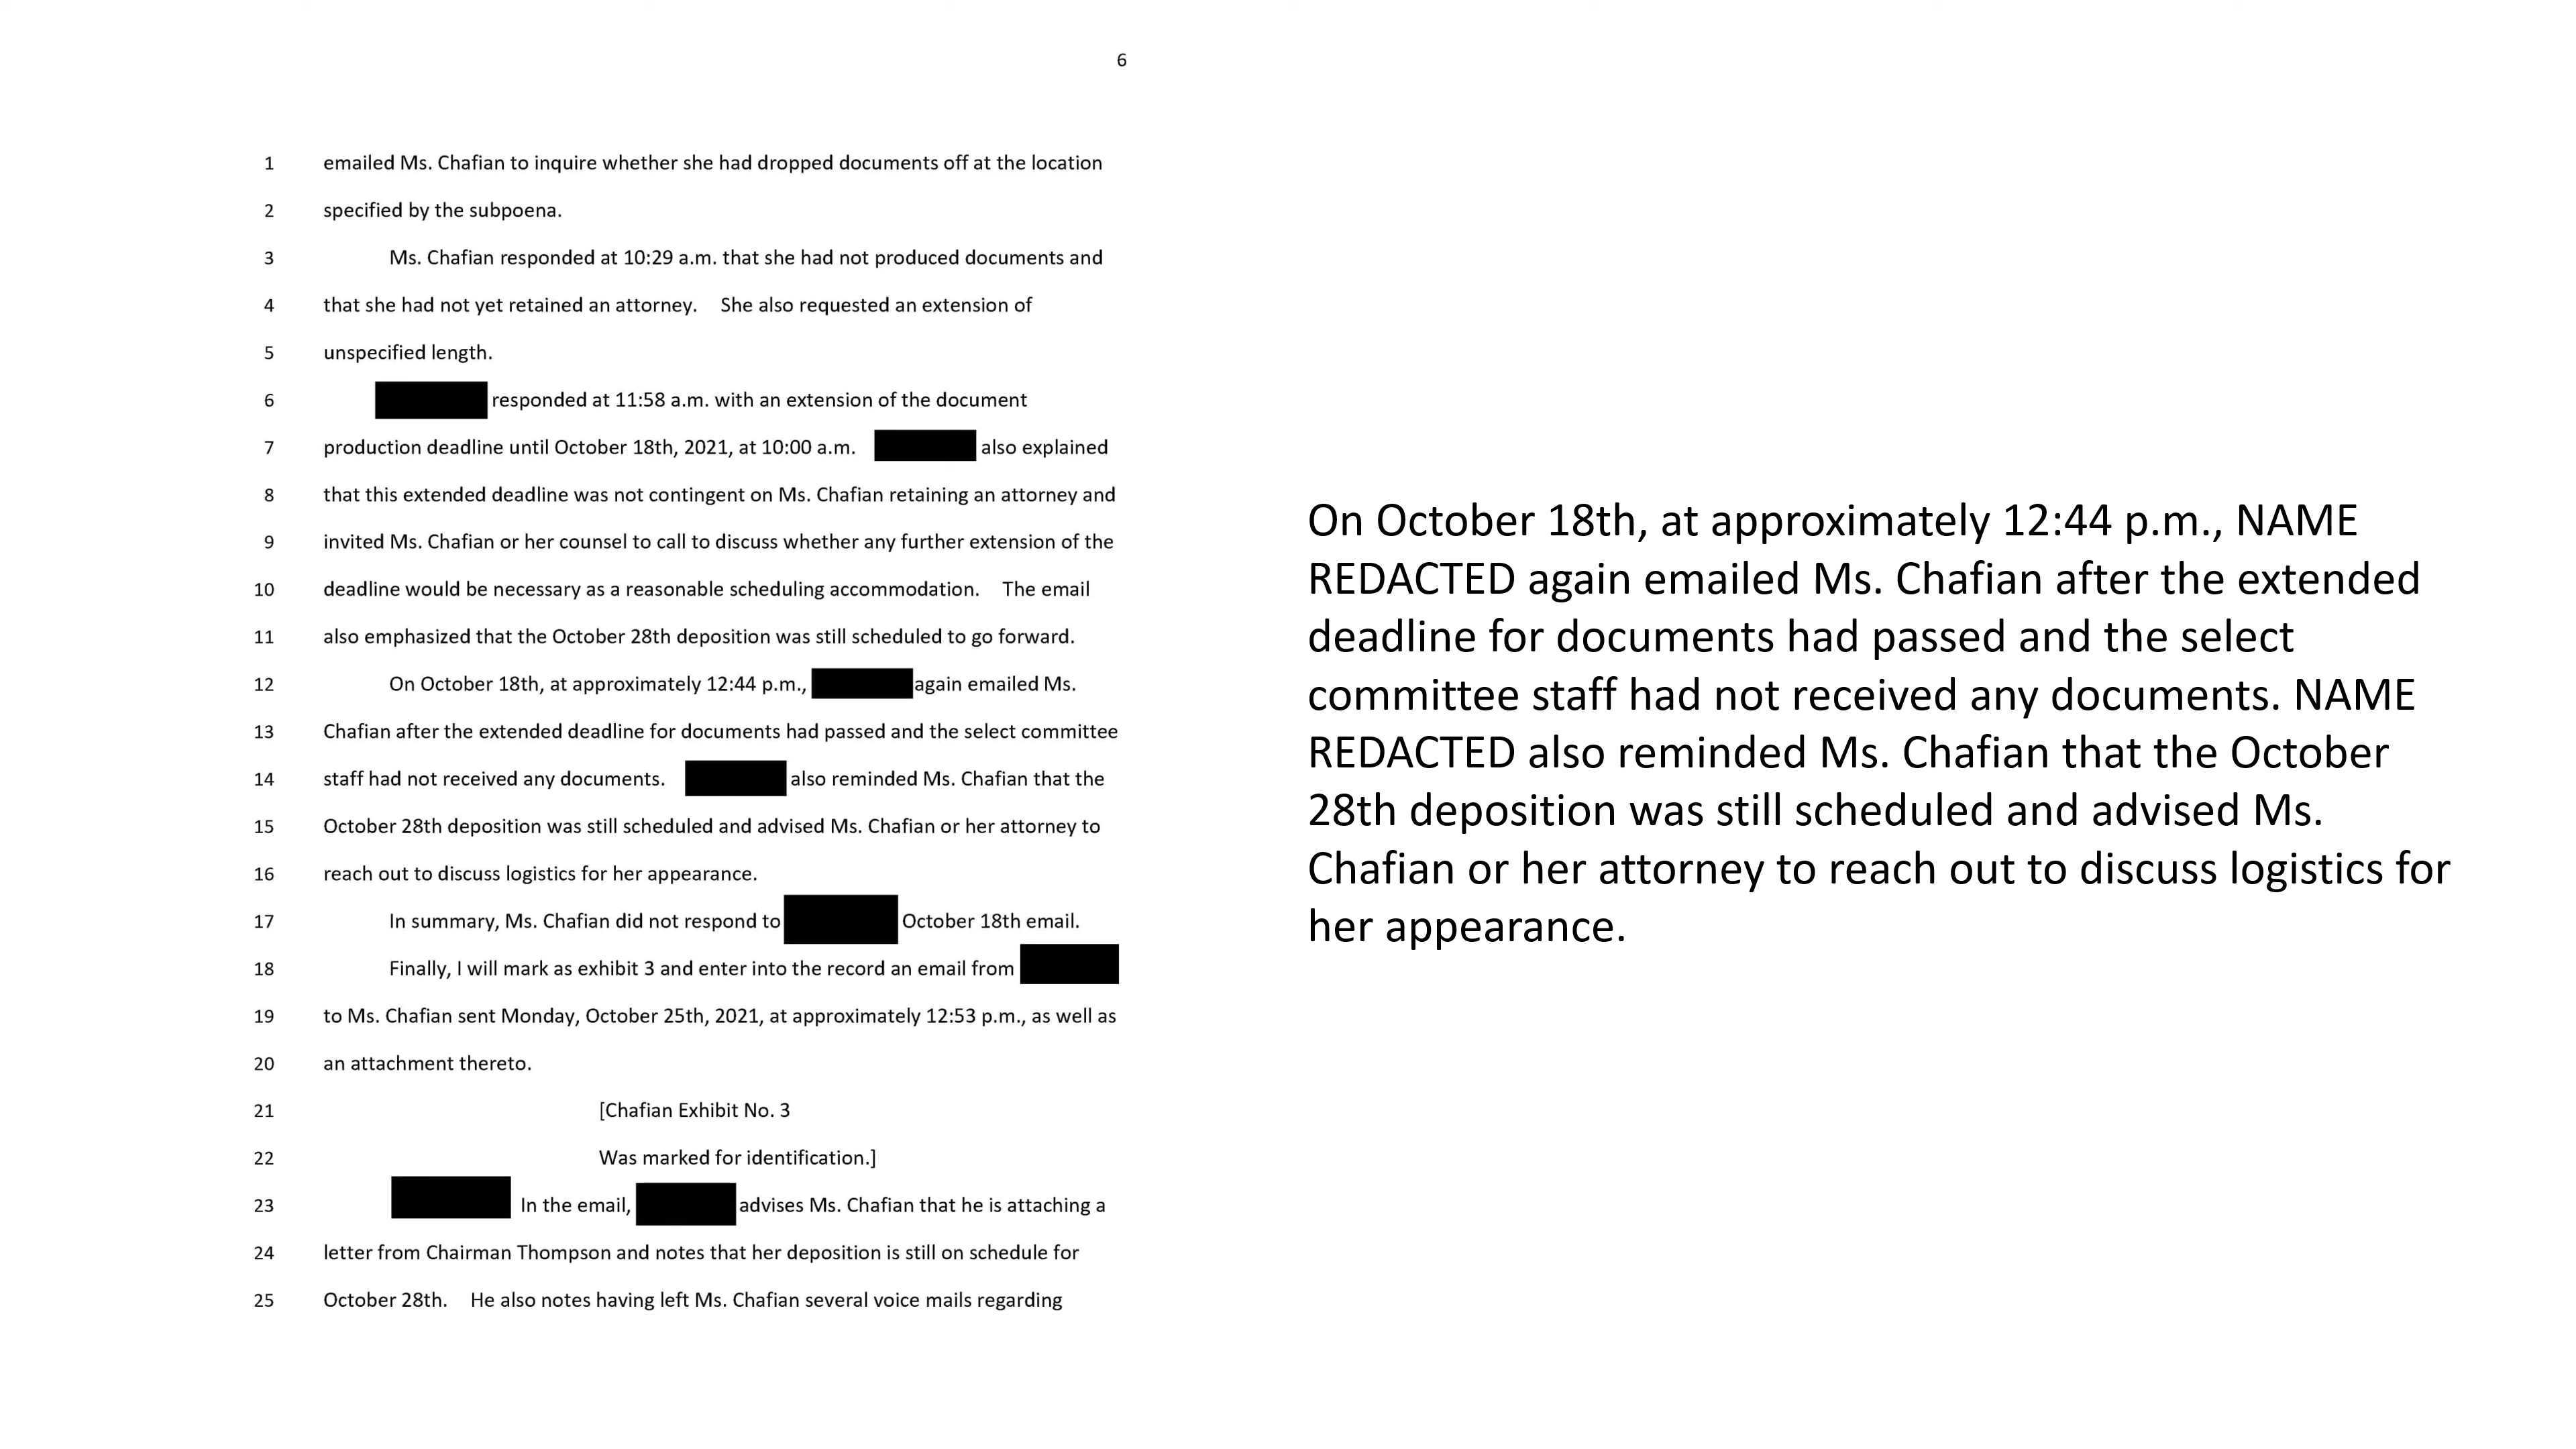 6
1 emailed Ms. Chafian to inquire whether she had dropped documents off at the location
2 specified by the subpoena.
3 Ms. Chafian responded at 10:29 a.m. that she had not produced documents and
4 that she had not yet retained an attorney. She also requested an extension of
5 unspecified length.
6 responded at 11:58 a.m. with an extension of the document
7 production deadline until October 18th, 2021, at 10:00 a.m. also explained
8 that this extended deadline was not contingent on Ms. Chafian retaining an attorney and
9 invited Ms. Chafian or her counsel to call to discuss whether any further extension of the
10 deadline would be necessary as a reasonable scheduling accommodation. The email
11 also emphasized that the October 28th deposition was still scheduled to go forward.
12 On October 18th, at approximately 12:44 p.m., again emailed Ms.
13 Chafian after the extended deadline for documents had passed and the select committee
14 staff had not received any documents. also reminded Ms. Chafian that the
15 October 28th deposition was still scheduled and advised Ms. Chafian or her attorney to
16 reach out to discuss logistics for her appearance.
17 In summary, Ms. Chafian did not respond to October 18th email.
18 Finally, I will mark as exhibit 3 and enter into the record an email from
19 to Ms. Chafian sent Monday, October 25th, 2021, at approximately 12:53 p.m., as well as
20 an attachment thereto.
21 [Chafian Exhibit No. 3
22 Was marked for identification.]
23 In the email, advises Ms. Chafian that he is attaching a
24 letter from Chairman Thompson and notes that her deposition is still on schedule for
25 October 28th. He also notes having left Ms. Chafian several voice mails regarding
On October 18th, at approximately 12:44 p.m., NAME
REDACTED again emailed Ms. Chafian after the extended
deadline for documents had passed and the select
committee staff had not received any documents. NAME
REDACTED also reminded Ms. Chafian that the October
28th deposition was still scheduled and advised Ms.
Chafian or her attorney to reach out to discuss logistics for
her appearance.